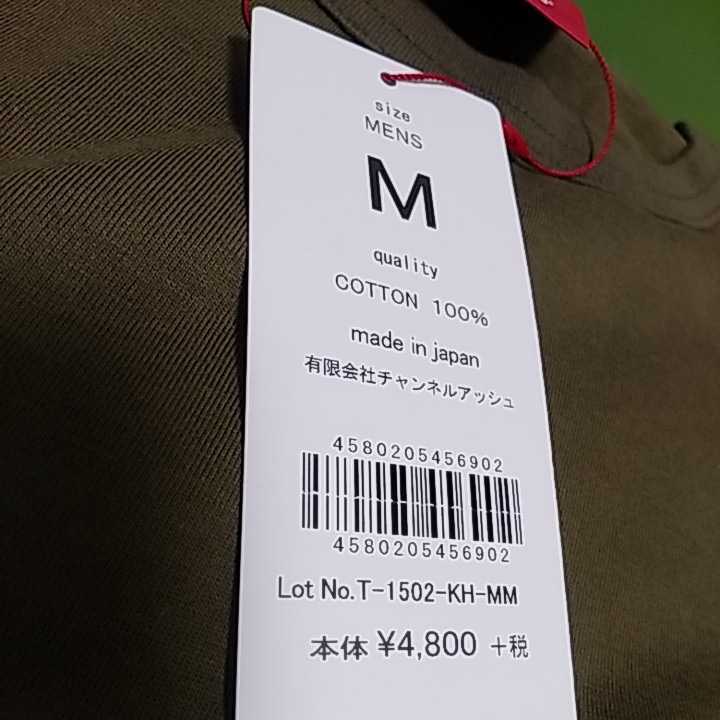 size
MENS
M
quality
COTTON 100%
made in japan
有限会社チャンネルアッシュ
4580205456902
4580205456902
Lot No.T-1502-KH-MM
本体 ¥4,800 +税